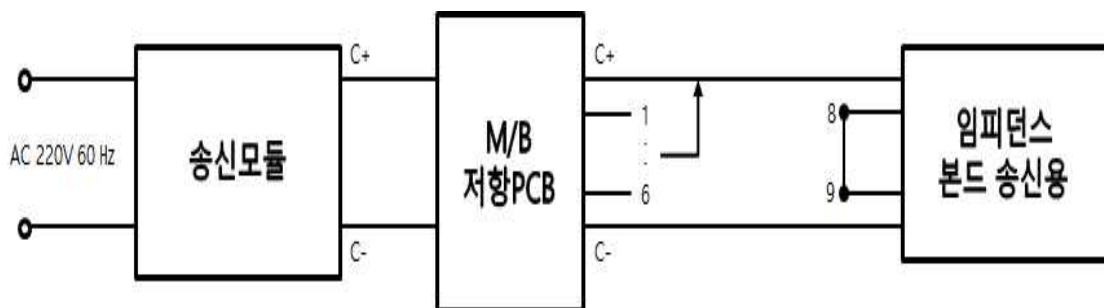 C+
C+
1
8
AC 220V 60 Hz
송신모듈
M/B
저항PCB
:
임피던스
본드 송신용
6
9
C-
C-